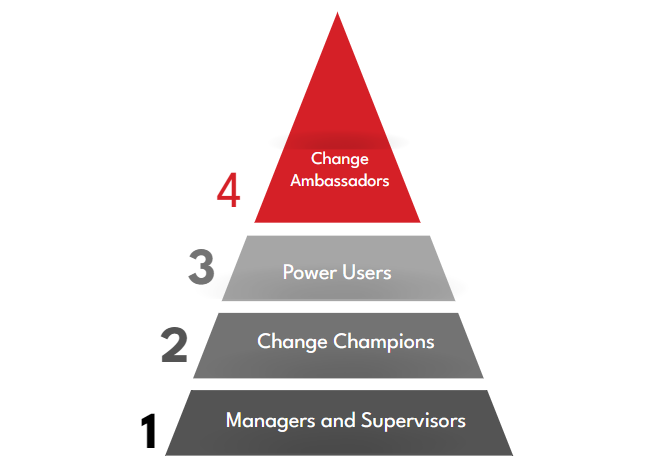 Change
Ambassadors
4
3
Power Users
2
Change Champions
1
Managers and Supervisors